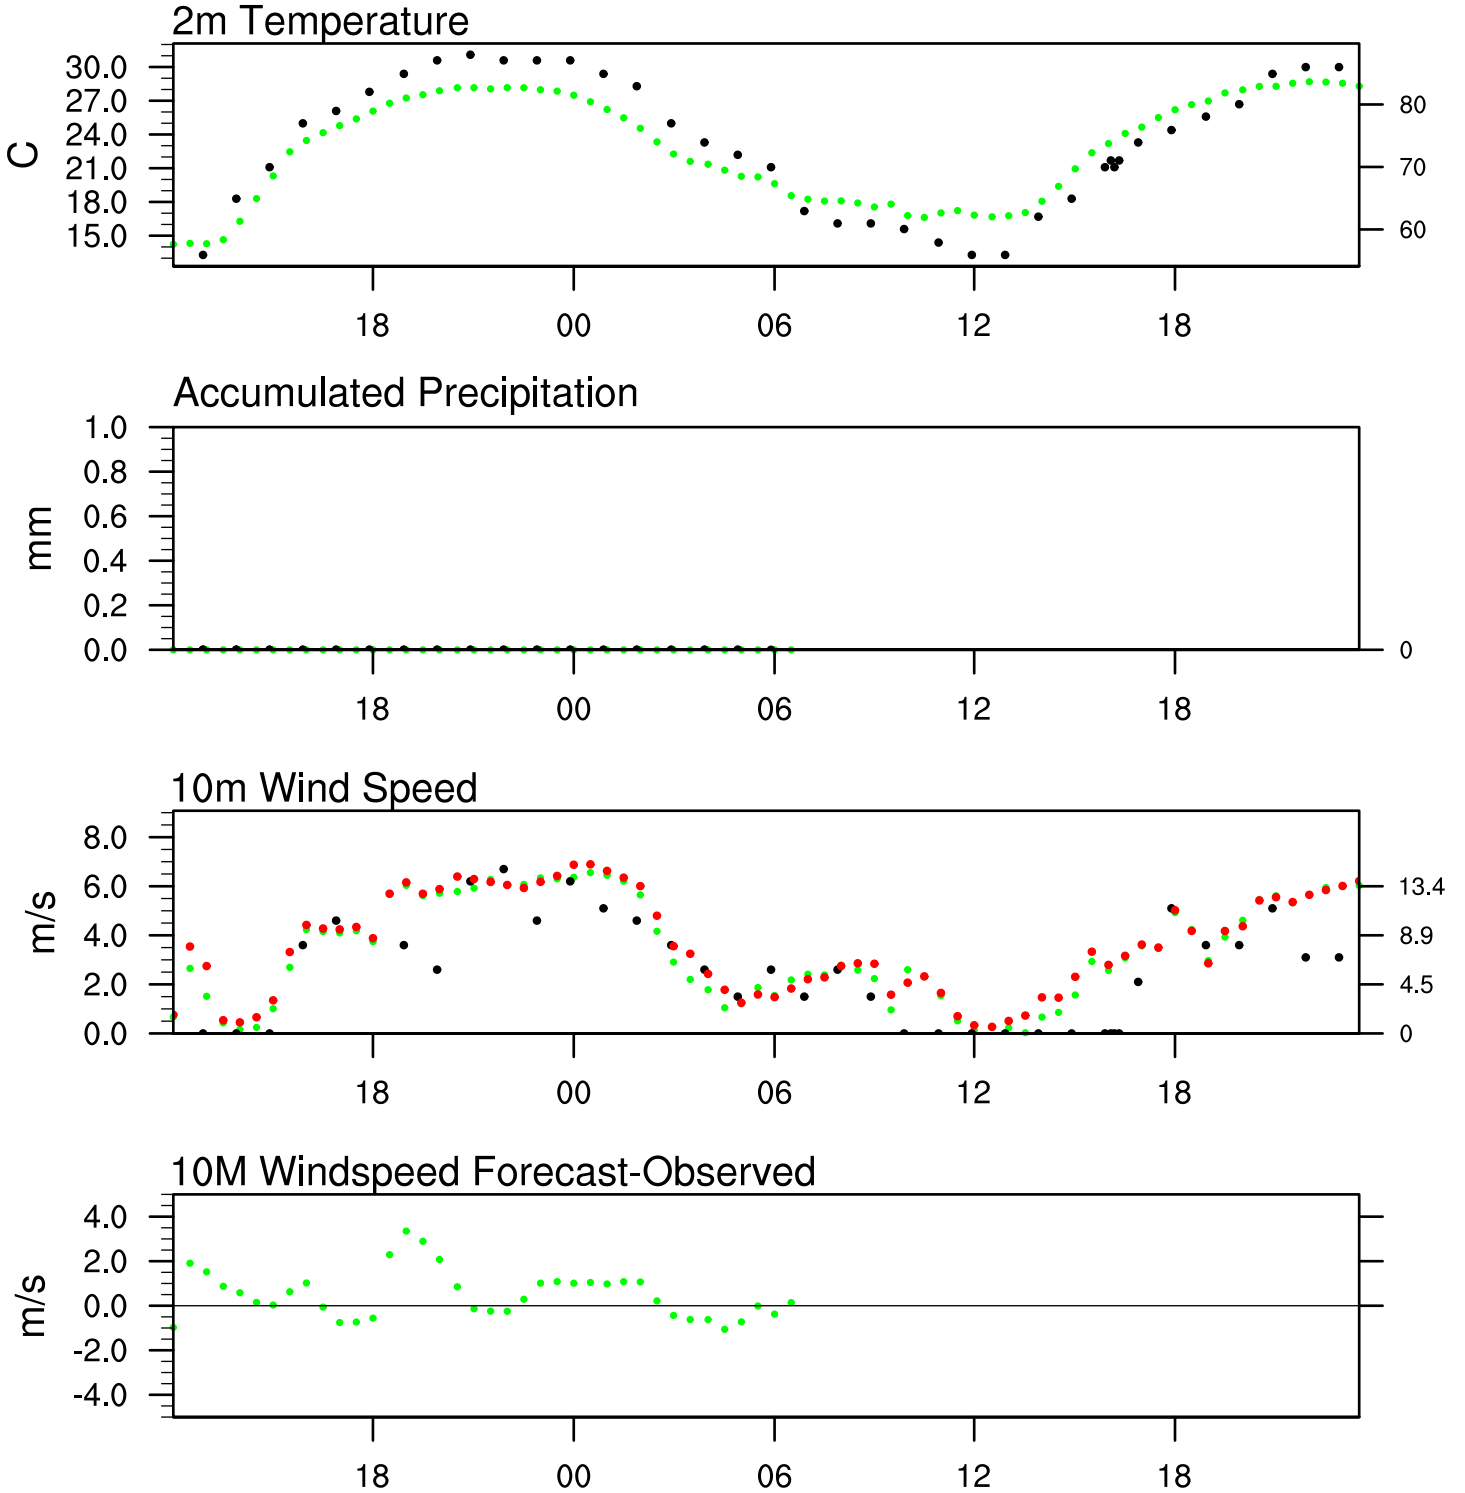 2m Temperature
30.0
27.0
24.0
21.0
18.0
15.0
C
80
70
60
18 00 06 12 18
Accumulated Precipitation
1.0
0.8
0.6
0.4
0.2
0.0
mm
0
18 00 06 12 18
10m Wind Speed
8.0
6.0
4.0
2.0
0.0
m/s
13.4
8.9
4.5
0
18 00 06 12 18
10M Windspeed Forecast-Observed
4.0
2.0
0.0
-2.0
-4.0
m/s
18 00 06 12 18